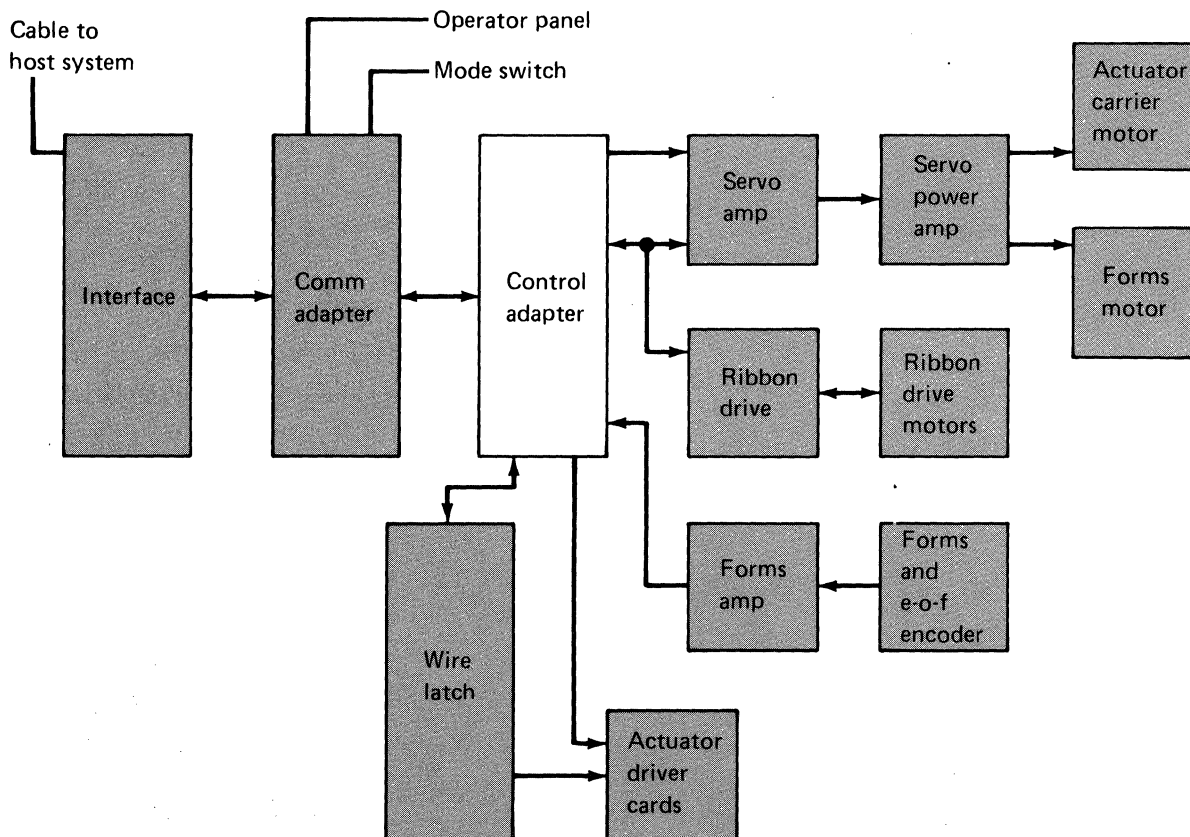 Operator panel
Cable to
host system
Mode switch
Actuator
carrier
motor
Servo
amp
Servo
power
amp
Interface
Comm
adapter
Control
adapter
Forms
motor
Ribbon
drive
Ribbon
drive
motors
Forms
amp
Forms
and
e-o-f
encoder
Wire
latch
Actuator
driver
cards